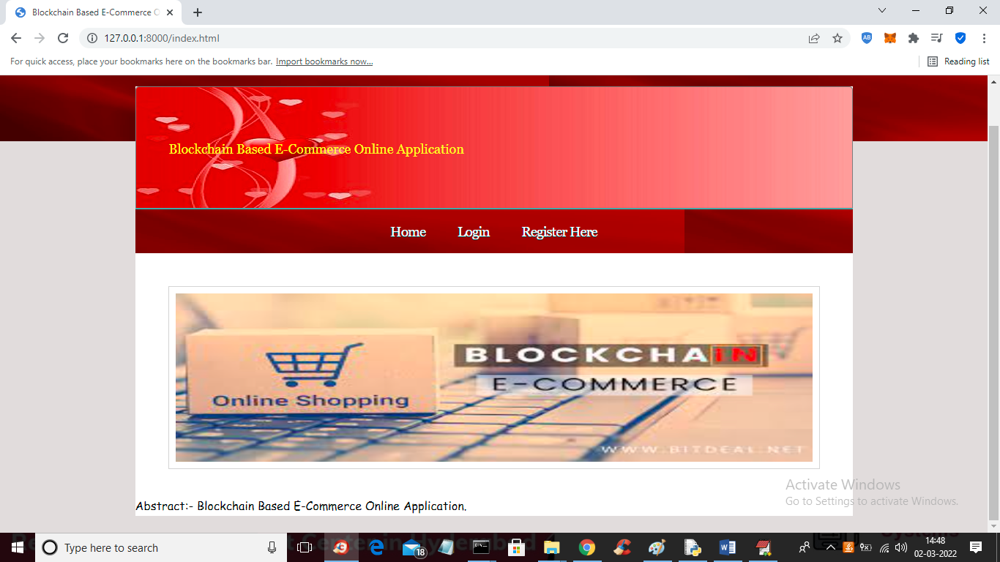 Blockchain Based E-Commerce O
127.0.0.1:8000/index.html
AB
For quick access, place your bookmarks here on the bookmarks bar. Import bookmarks now...
Reading list
Blockchain Based E-Commerce Online Application
Home Login Register Here
BLOCKCHAIN
E-COMMERCE
Online Shopping
WWW.BITDEAL.NET
Activate Windows
Go to Settings to activate Windows.
Abstract:- Blockchain Based E-Commerce Online Application.
Systems
Type here to search
18
14:48
02-03-2022